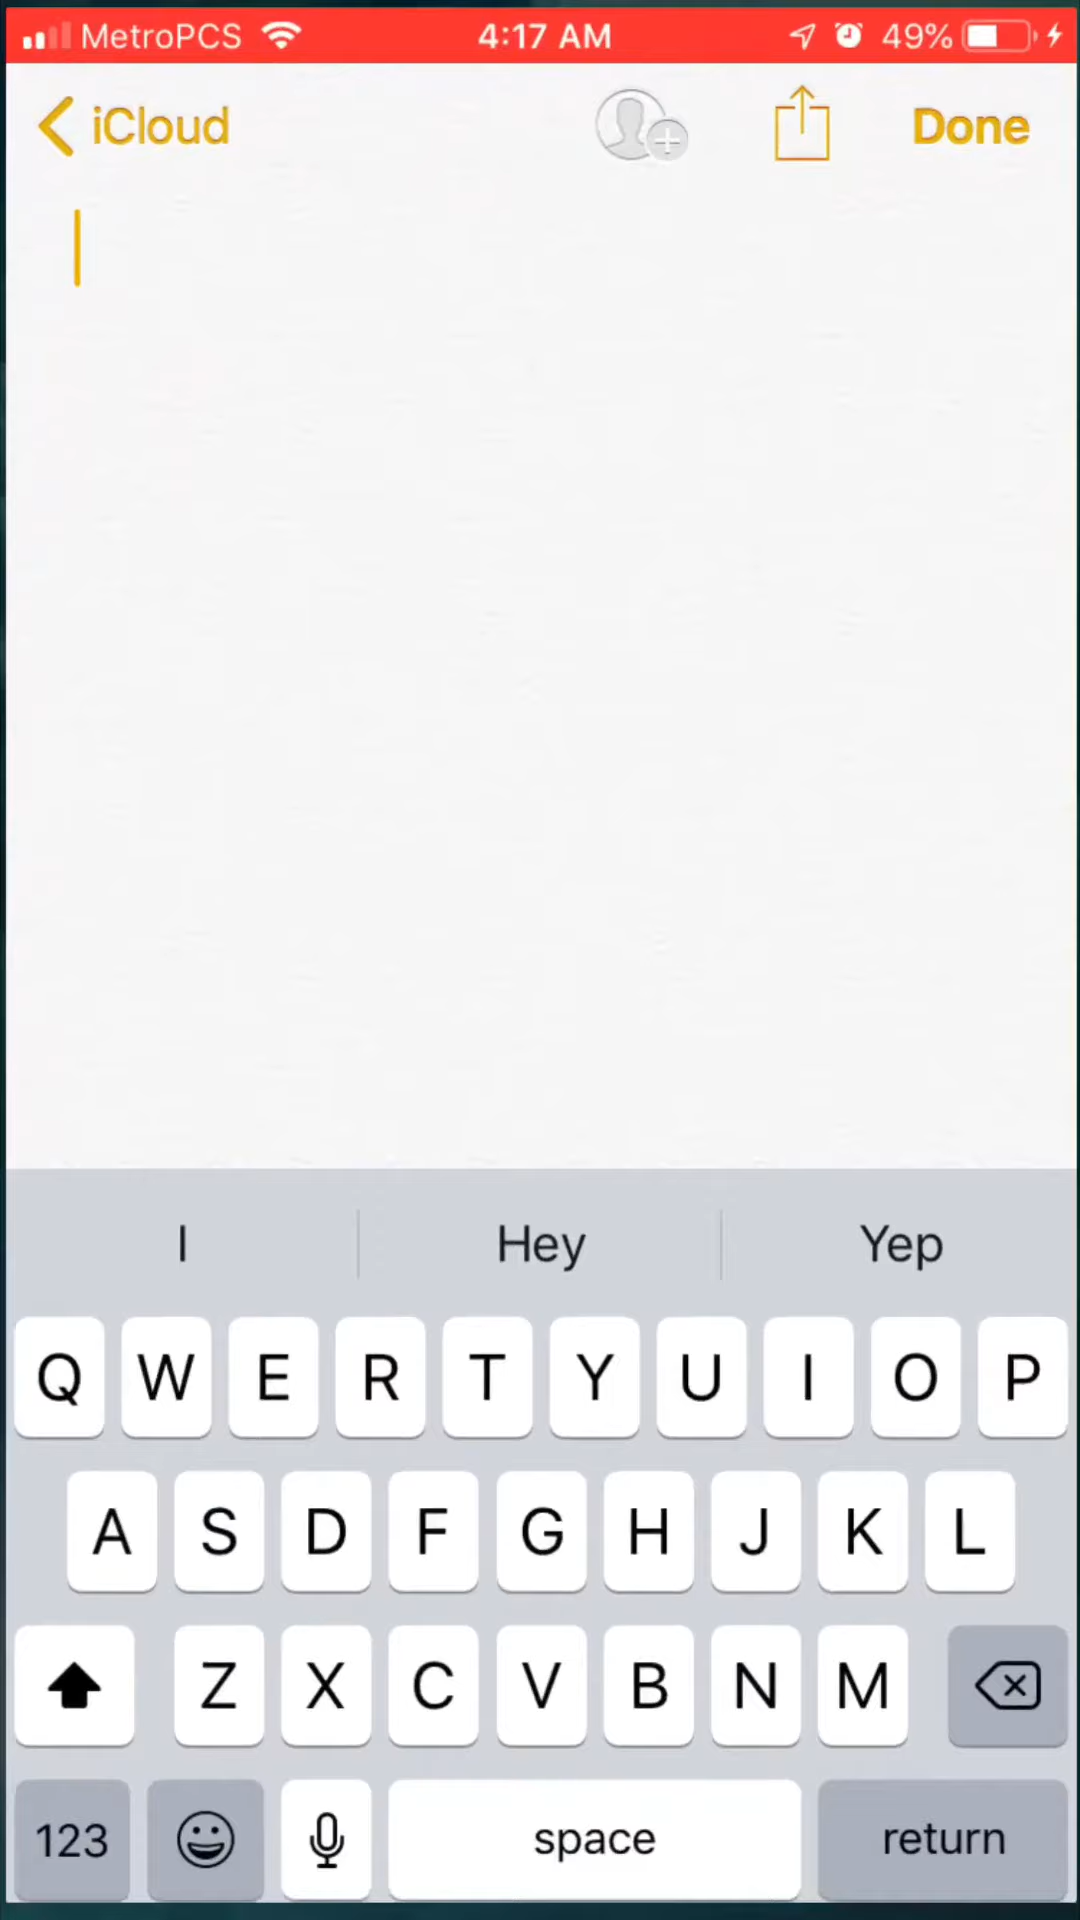 MetroPCS 4:17 AM 49%
iCloud Done
I Hey Yep
Q W E R T Y U I O P
A S D F G H J K L
Z X C V B N M
123 space return